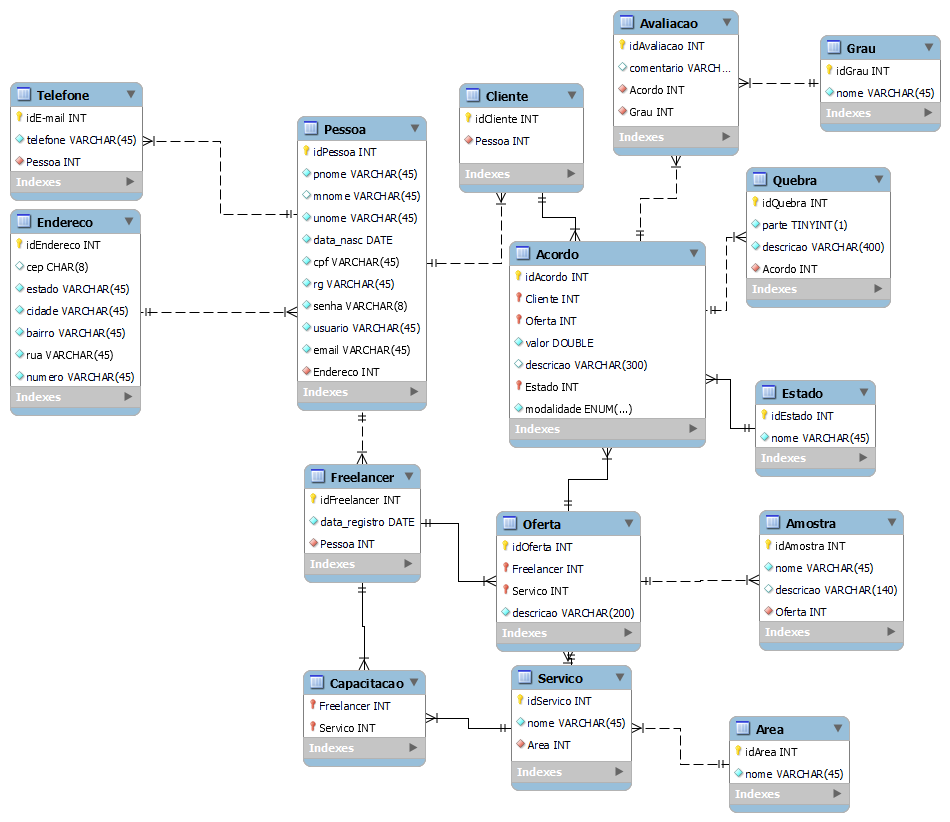 Telefone
idE-mail INT
telefone VARCHAR(45)
Pessoa INT
Indexes
Endereco
idEndereco INT
cep CHAR(8)
estado VARCHAR(45)
cidade VARCHAR(45)
bairro VARCHAR(45)
rua VARCHAR(45)
numero VARCHAR(45)
Indexes
Pessoa
idPessoa INT
pnome VARCHAR(45)
mnome VARCHAR(45)
unome VARCHAR(45)
data_nasc DATE
cpf VARCHAR(45)
rg VARCHAR(45)
senha VARCHAR(8)
usuario VARCHAR(45)
email VARCHAR(45)
Endereco INT
Indexes
Cliente
idCliente INT
Pessoa INT
Indexes
Avaliacao
idAvaliacao INT
comentario VARCH...
Acordo INT
Grau INT
Indexes
Grau
idGrau INT
nome VARCHAR(45)
Indexes
Quebra
idQuebra INT
parte TINYINT(1)
descricao VARCHAR(400)
Acordo INT
Indexes
Acordo
idAcordo INT
Cliente INT
Oferta INT
valor DOUBLE
descricao VARCHAR(300)
Estado INT
modalidade ENUM(...)
Indexes
Estado
idEstado INT
nome VARCHAR(45)
Indexes
Freelancer
idFreelancer INT
data_registro DATE
Pessoa INT
Indexes
Oferta
idOferta INT
Freelancer INT
Servico INT
descricao VARCHAR(200)
Indexes
Amostra
idAmostra INT
nome VARCHAR(45)
descricao VARCHAR(140)
Oferta INT
Indexes
Capacitacao
Freelancer INT
Servico INT
Indexes
Servico
idServico INT
nome VARCHAR(45)
Area INT
Indexes
Area
idArea INT
nome VARCHAR(45)
Indexes